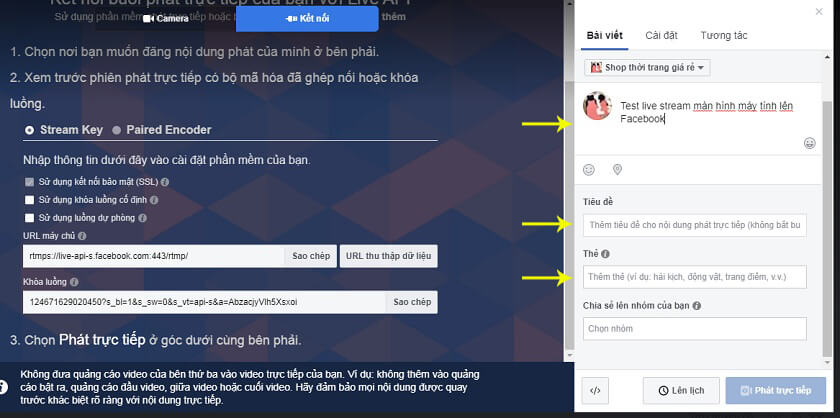 Kết nối buổi phát trực tiếp của bạn với Live API
Sử dụng phần mềm
thêm
Camera
Kết nối
1. Chọn nơi bạn muốn đăng nội dung phát của mình ở bên phải.
2. Xem trước phiên phát trực tiếp có bộ mã hóa đã ghép nối hoặc khóa
luồng.
Stream Key
Paired Encoder
Nhập thông tin dưới đây vào cài đặt phần mềm của bạn.
Sử dụng kết nối bảo mật (SSL)
Sử dụng khóa luồng cố định
Sử dụng luồng dự phòng
URL máy chủ
rtmps://live-api-s.facebook.com:443/rtmp/
Sao chép
URL thu thập dữ liệu
Khóa luồng
124671629020450?s_bl=1&s_sw=0&s_vt=api-s&a=AbzacjyVlh5Xsxoi
Sao chép
3. Chọn Phát trực tiếp ở góc dưới cùng bên phải.
Không đưa quảng cáo video của bên thứ ba vào video trực tiếp của bạn. Ví dụ: không thêm vào quảng
cáo bật ra, quảng cáo đầu video, giữa video hoặc cuối video. Hãy đảm bảo mọi nội dung được quay
trước khác biệt rõ ràng với nội dung trực tiếp.
Bài viết
Cài đặt
Tương tác
Shop thời trang giá rẻ
Test live stream màn hình máy tính lên
Facebook
Tiêu đề
Thêm tiêu đề cho nội dung phát trực tiếp (không bắt bu
Thẻ
Thêm thẻ (ví dụ: hài kịch, động vật, trang điểm, v.v.)
Chia sẻ lên nhóm của bạn
Chọn nhóm
</>
Lên lịch
Phát trực tiếp